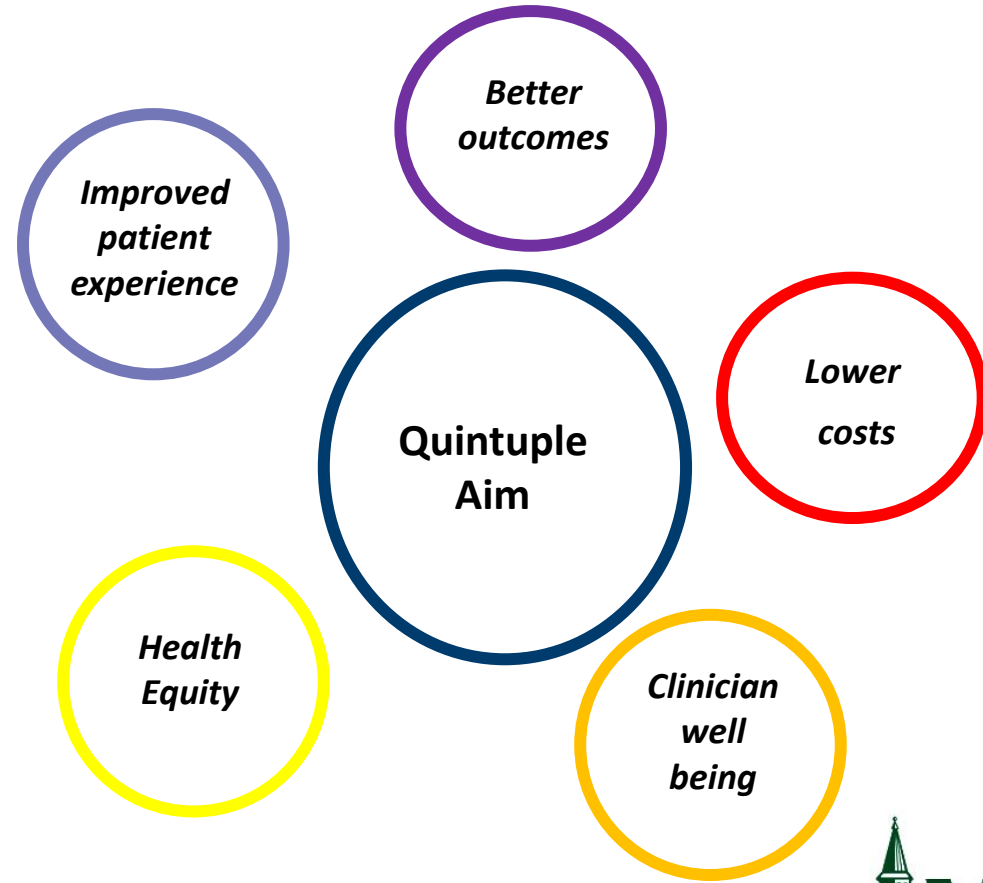 Better
outcomes
Improved
patient
experience
Lower
costs
Quintuple
Aim
Health
Equity
Clinician
well
being